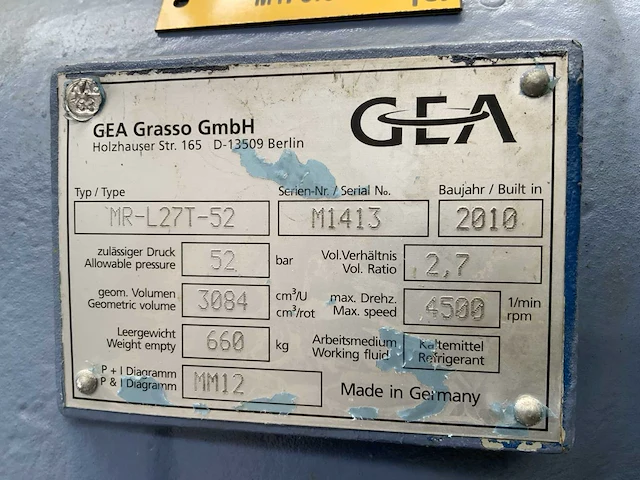 GEA Grasso GmbH
Holzhauser Str. 165 D-13509 Berlin
GEA
Typ / Type
MR-L27T-52
Serien-Nr. / Serial No.
M1413
Baujahr / Built in
2010
zulässiger Druck
Allowable pressure
52
bar
Vol.Verhältnis
Vol. Ratio
2,7
geom. Volumen
Geometric volume
3084
cm³/U
cm³/rot
max. Drehz.
Max. speed
4500
1/min
rpm
Leergewicht
Weight empty
660
kg
Arbeitsmedium
Working fluid
Kältemittel
Refrigerant
P + I Diagramm
P & I Diagramm
MM12
Made in Germany